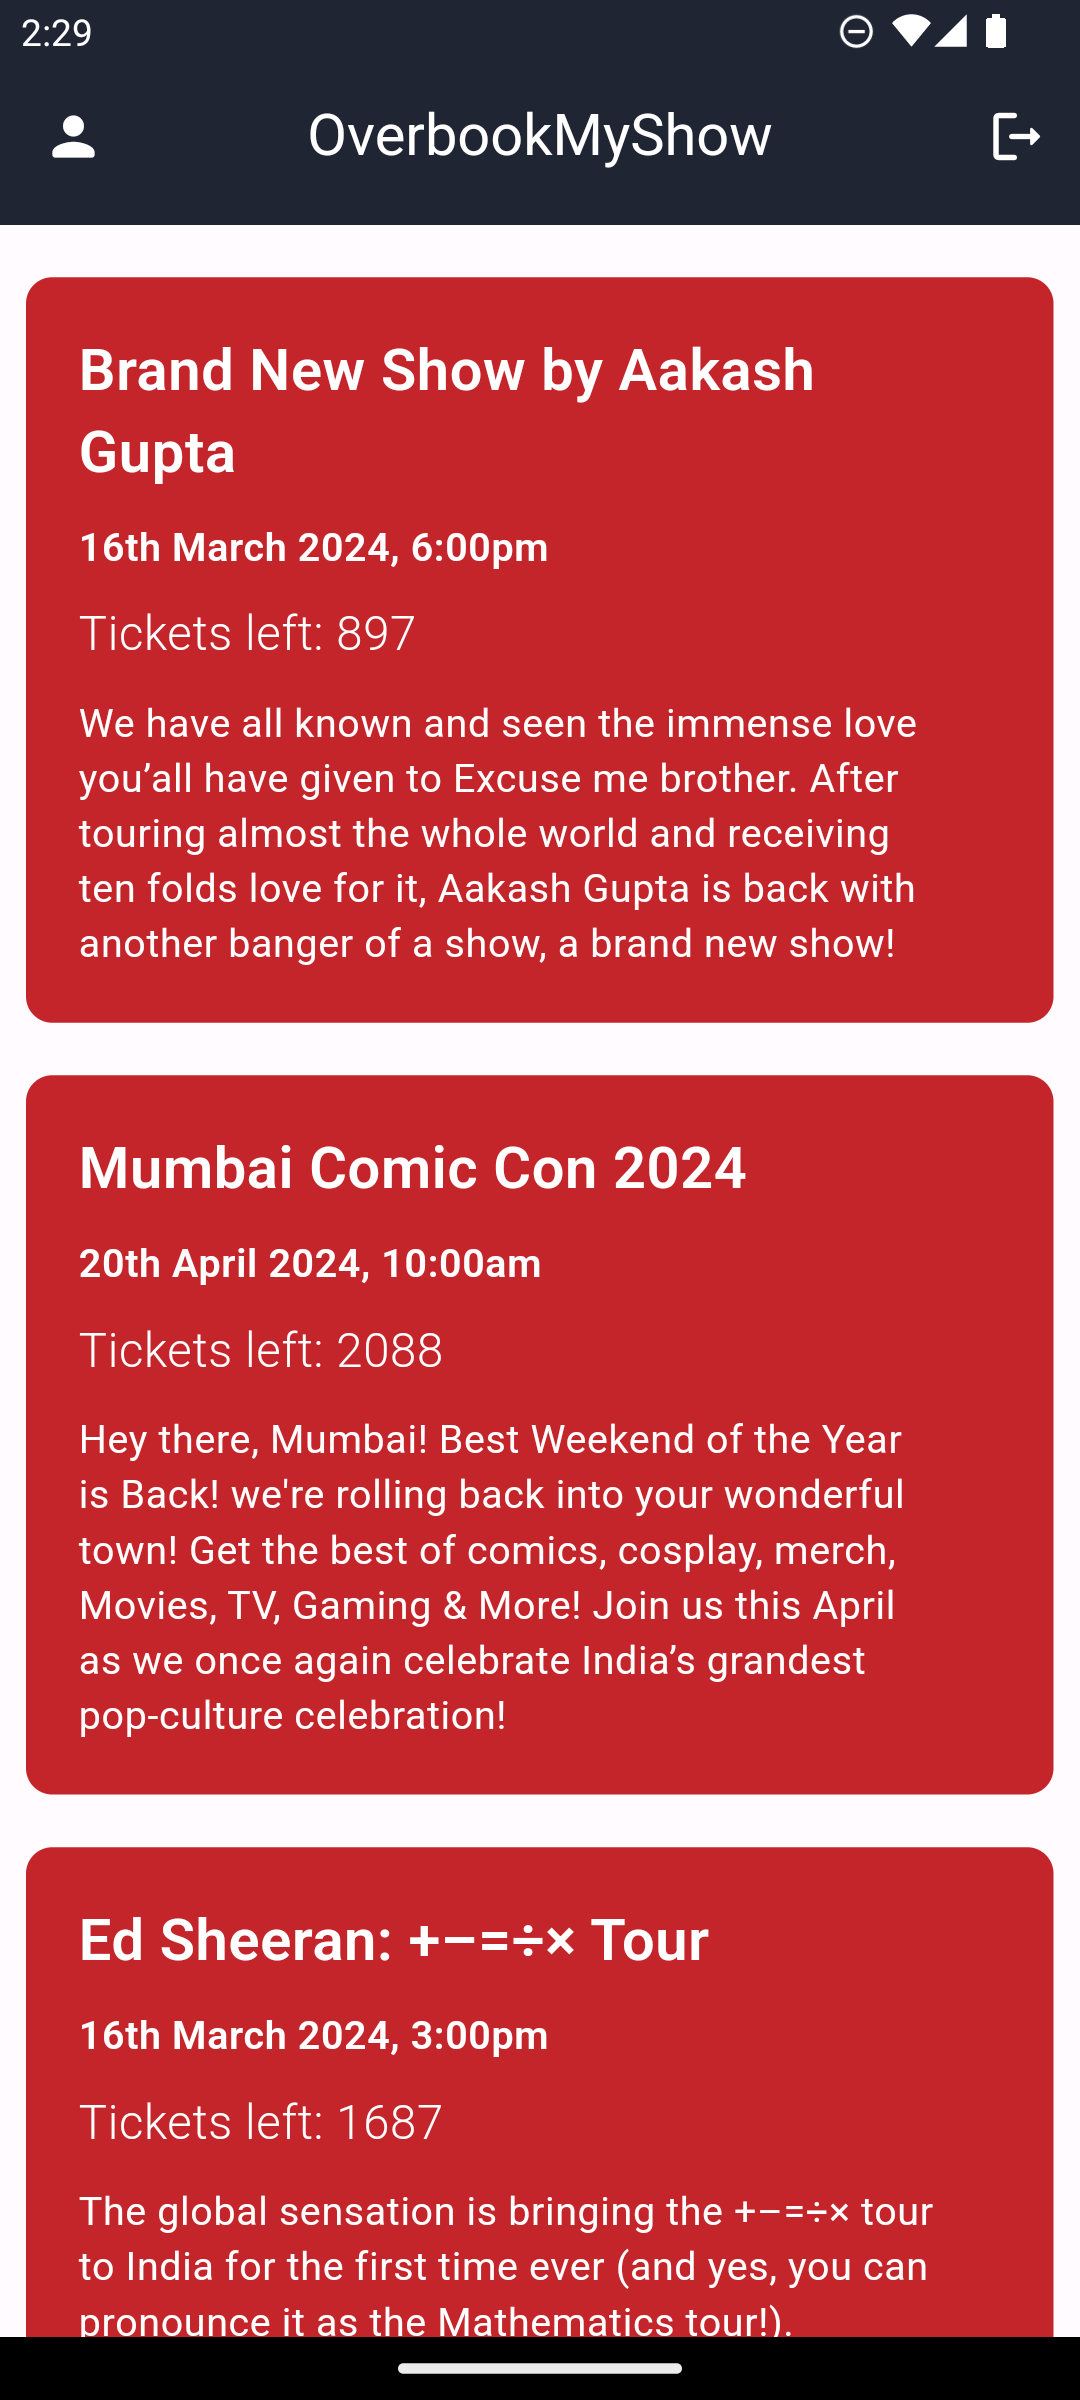 2:29
OverbookMyShow
Brand New Show by Aakash
Gupta
16th March 2024, 6:00pm
Tickets left: 897
We have all known and seen the immense love
you’all have given to Excuse me brother. After
touring almost the whole world and receiving
ten folds love for it, Aakash Gupta is back with
another banger of a show, a brand new show!
Mumbai Comic Con 2024
20th April 2024, 10:00am
Tickets left: 2088
Hey there, Mumbai! Best Weekend of the Year
is Back! we're rolling back into your wonderful
town! Get the best of comics, cosplay, merch,
Movies, TV, Gaming & More! Join us this April
as we once again celebrate India’s grandest
pop-culture celebration!
Ed Sheeran: +–=÷× Tour
16th March 2024, 3:00pm
Tickets left: 1687
The global sensation is bringing the +–=÷× tour
to India for the first time ever (and yes, you can
pronounce it as the Mathematics tour!).